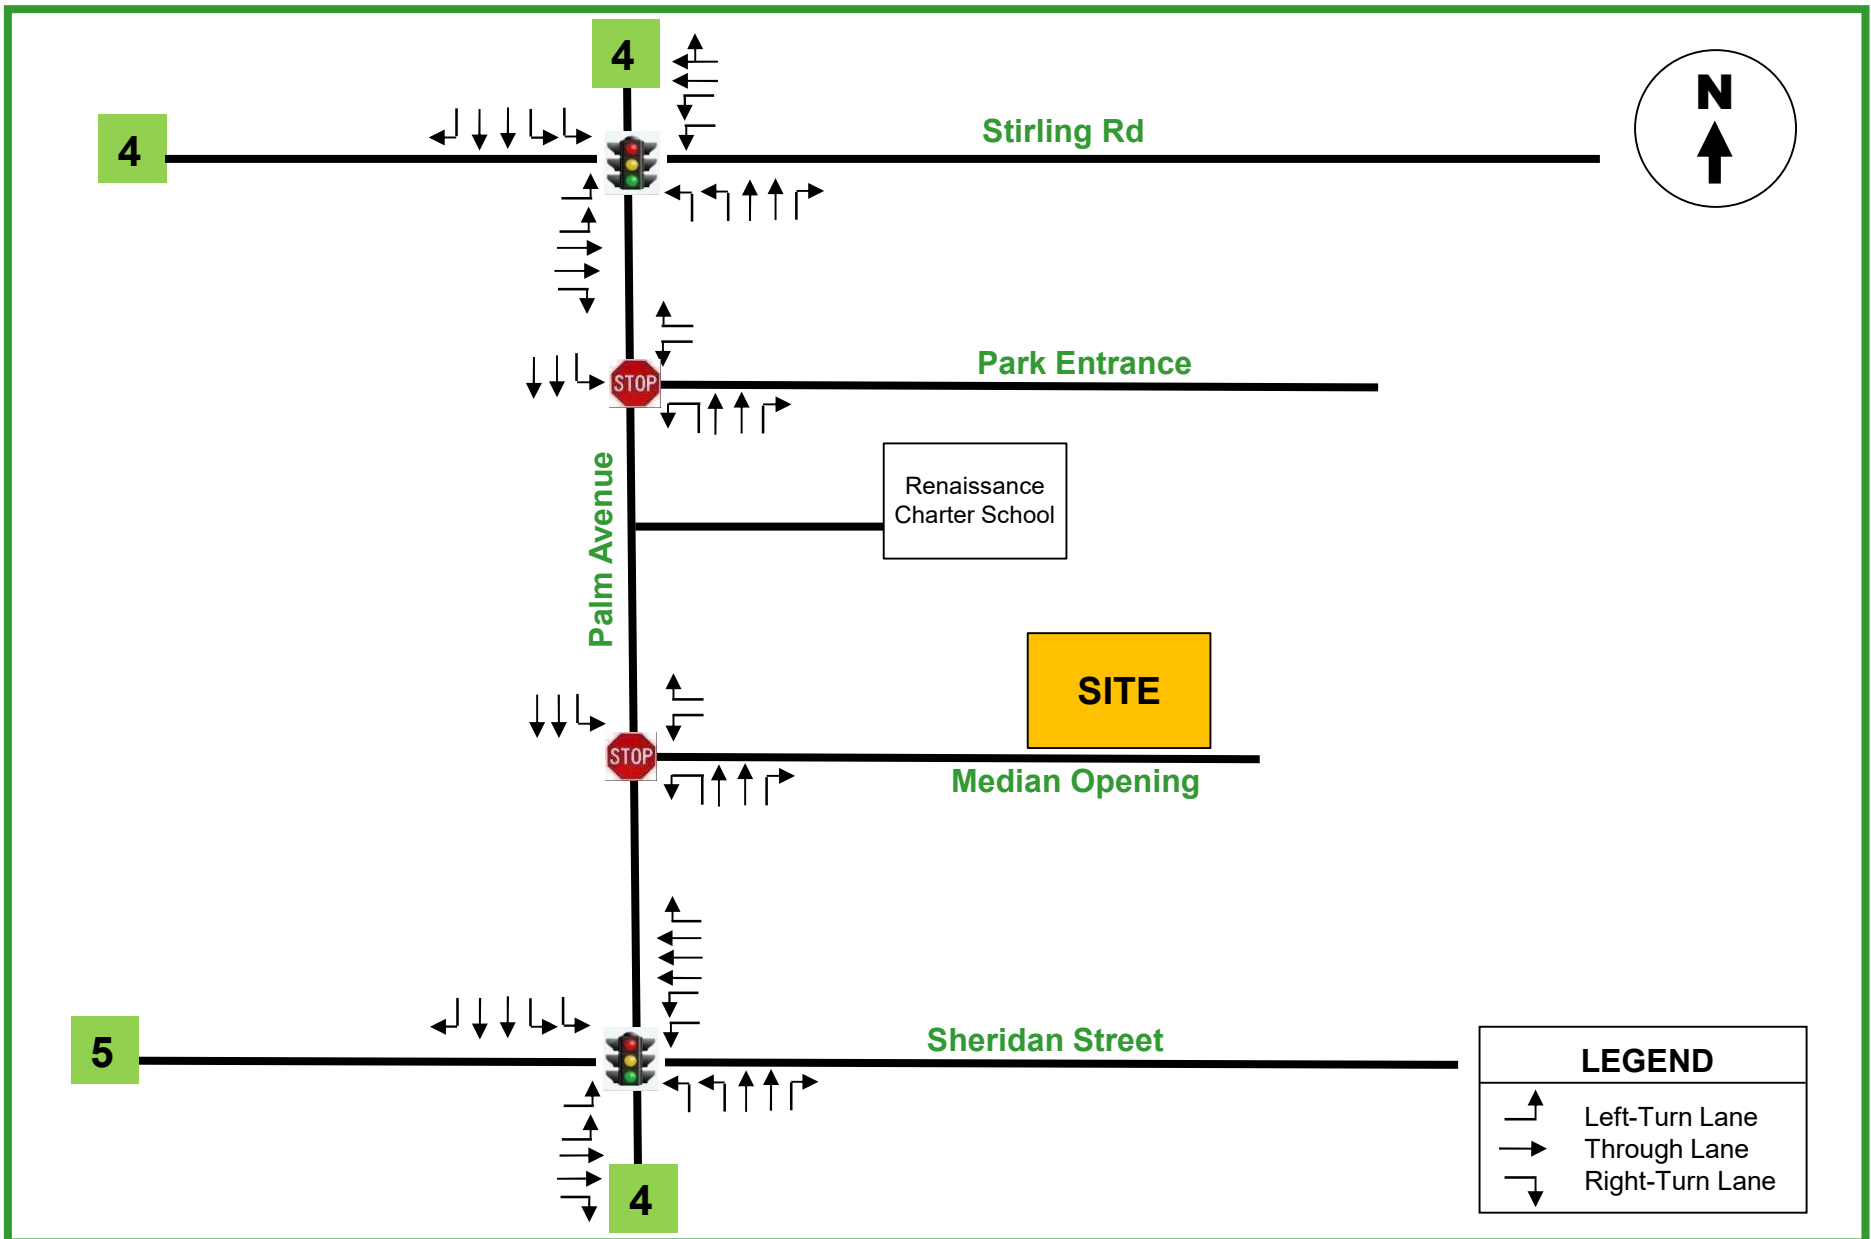 4
N
Stirling Rd
4
STOP
Park Entrance
Renaissance
Charter School
Palm Avenue
SITE
STOP
Median Opening
5
Sheridan Street
LEGEND
Left-Turn Lane
Through Lane
Right-Turn Lane
4